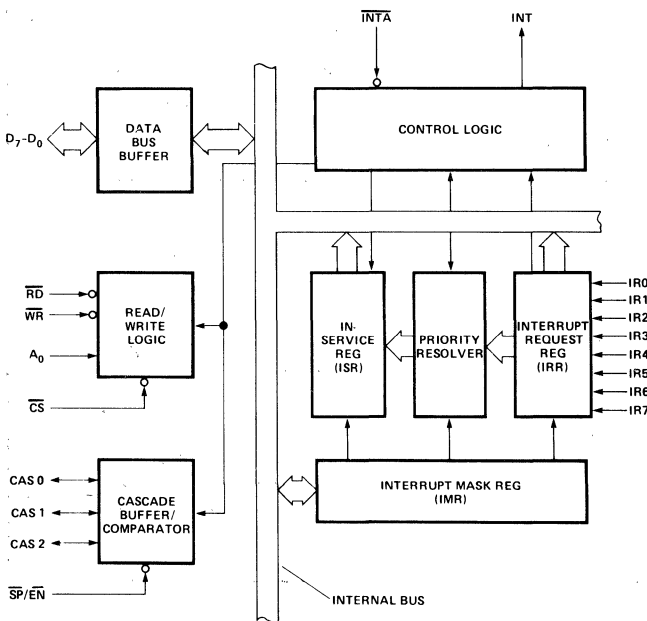 INTA
INT
DATA
BUS
BUFFER
D7-D0
CONTROL LOGIC
RD
WR
A0
CS
READ/
WRITE
LOGIC
IN-
SERVICE
REG
(ISR)
PRIORITY
RESOLVER
INTERRUPT
REQUEST
REG
(IRR)
IR0
IR1
IR2
IR3
IR4
IR5
IR6
IR7
CAS 0
CAS 1
CAS 2
SP/EN
CASCADE
BUFFER/
COMPARATOR
INTERRUPT MASK REG
(IMR)
INTERNAL BUS